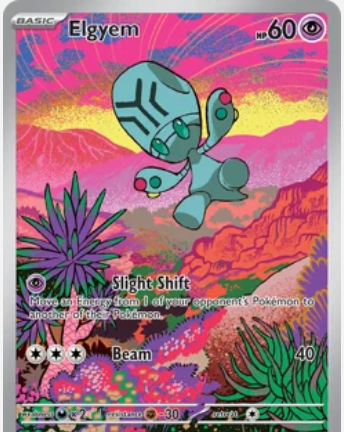 BASIC Elgyem HP60
Slight Shift
Move an Energy from 1 of your opponent's Pokémon to
another of their Pokémon.
Beam 40
weakness ×2 resistance -30 retreat